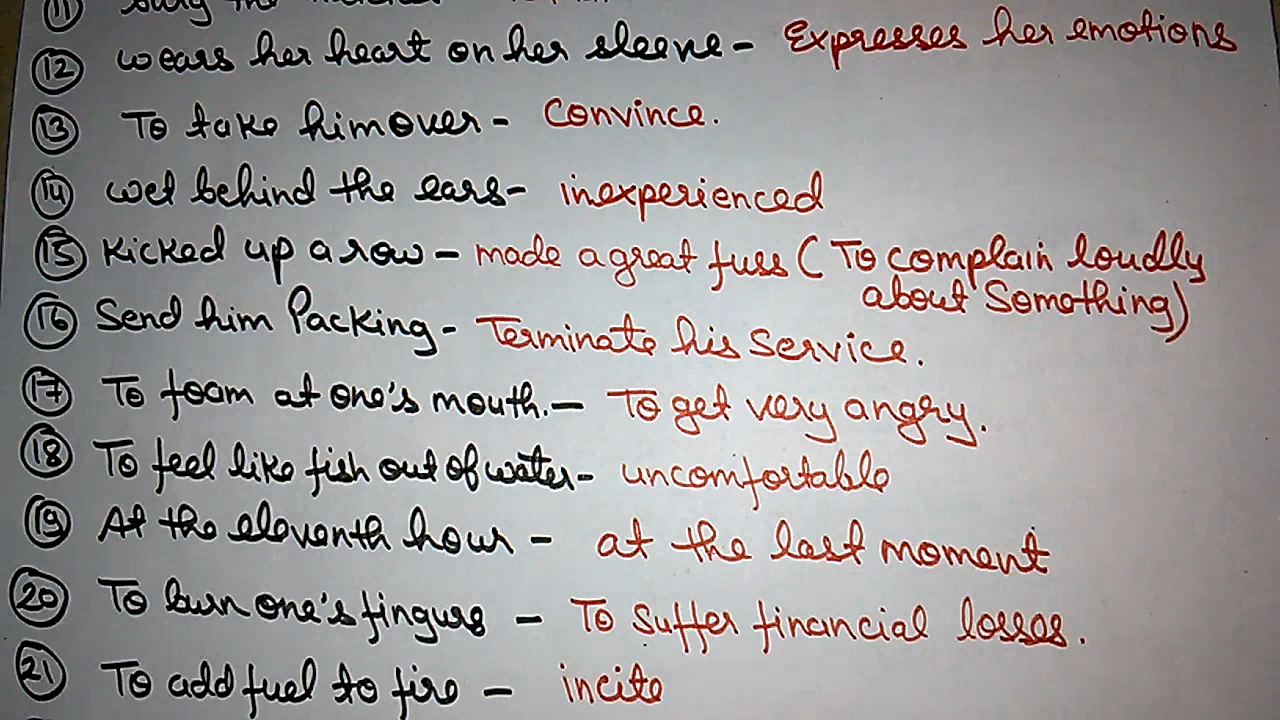 11
12 wears her heart on her sleeve - Expresses her emotions
13 To take him over - Convince.
14 wet behind the ears - inexperienced
15 Kicked up a row - made a great fuss ( To complain loudly
about Something)
16 Send him Packing - Terminate his Service.
17 To foam at one's mouth. - To get very angry.
18 To feel like fish out of water - uncomfortable
19 At the eleventh hour - at the last moment
20 To burn one's fingurs - To Suffer financial losses.
21 To add fuel to fire - incite